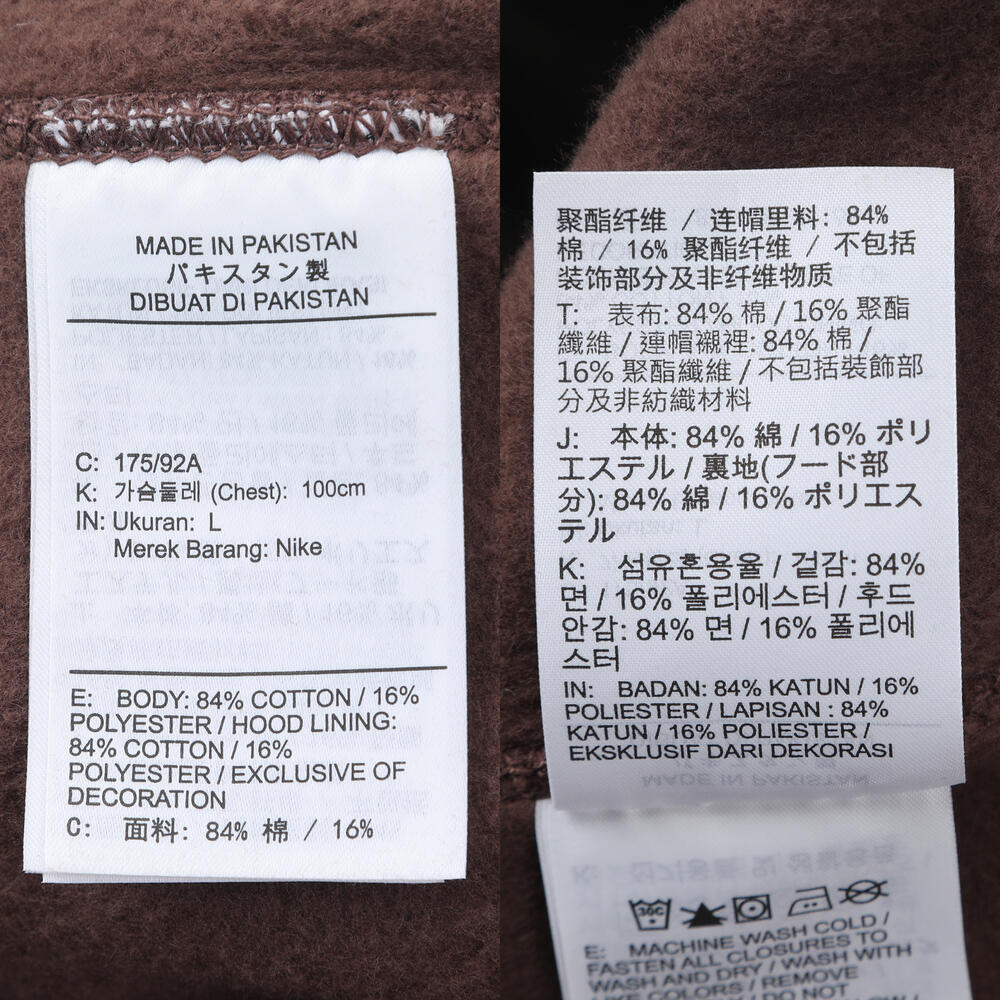 MADE IN PAKISTAN
パキスタン製
DIBUAT DI PAKISTAN
C: 175/92A
K: 가슴둘레 (Chest): 100cm
IN: Ukuran: L
Merek Barang: Nike
E: BODY: 84% COTTON / 16%
POLYESTER / HOOD LINING:
84% COTTON / 16%
POLYESTER / EXCLUSIVE OF
DECORATION
C: 面料: 84% 棉 / 16%
聚酯纤维 / 连帽里料: 84%
棉 / 16% 聚酯纤维 / 不包括
装饰部分及非纤维物质
T: 表布: 84% 棉 / 16% 聚酯
纖維 / 連帽襯裡: 84% 棉 /
16% 聚酯纖維 / 不包括裝飾部
分及非紡織材料
J: 本体: 84% 綿 / 16% ポリ
エステル / 裏地(フード部
分): 84% 綿 / 16% ポリエス
テル
K: 섬유혼용율 / 겉감: 84%
면 / 16% 폴리에스터 / 후드
안감: 84% 면 / 16% 폴리에
스터
IN: BADAN: 84% KATUN / 16%
POLIESTER / LAPISAN : 84%
KATUN / 16% POLIESTER /
EKSKLUSIF DARI DEKORASI
30C
E: MACHINE WASH COLD /
FASTEN ALL CLOSURES TO
WASH AND DRY / WASH WITH
LIKE COLORS / REMOVE
/ DO NOT